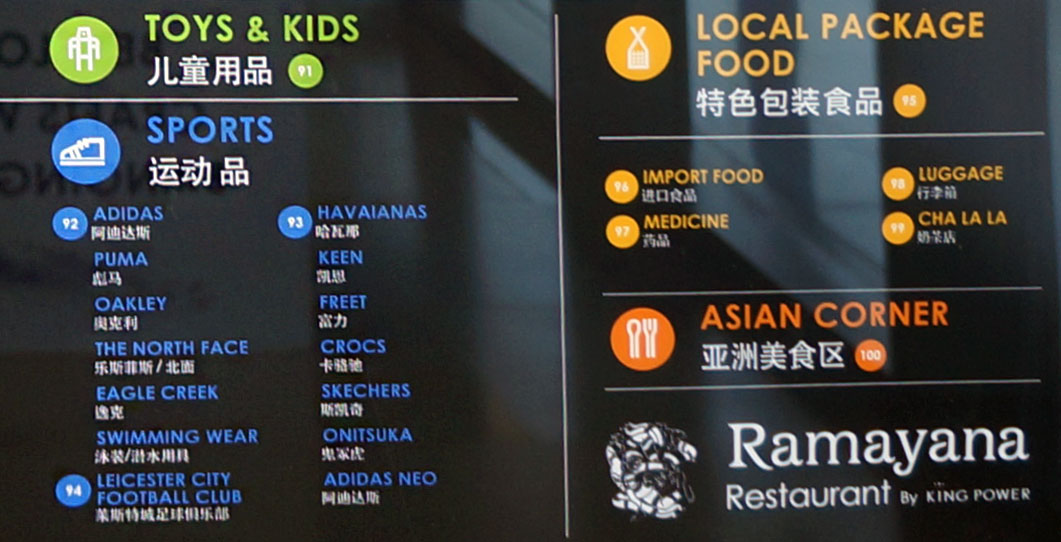 TOYS & KIDS
儿童用品 91
SPORTS
运动品
92 ADIDAS
阿迪达斯
PUMA
彪马
OAKLEY
奥克利
THE NORTH FACE
乐斯菲斯/北面
EAGLE CREEK
逸克
SWIMMING WEAR
泳装/潜水用具
94 LEICESTER CITY
FOOTBALL CLUB
莱斯特城足球俱乐部
93 HAVAIANAS
哈瓦那
KEEN
凯恩
FREET
富力
CROCS
卡骆驰
SKECHERS
斯凯奇
ONITSUKA
鬼冢虎
ADIDAS NEO
阿迪达斯
LOCAL PACKAGE
FOOD
特色包装食品 95
96 IMPORT FOOD
进口食品
97 MEDICINE
药品
98 LUGGAGE
行李箱
99 CHA LA LA
奶茶店
ASIAN CORNER
亚洲美食区 100
Ramayana
Restaurant By KING POWER